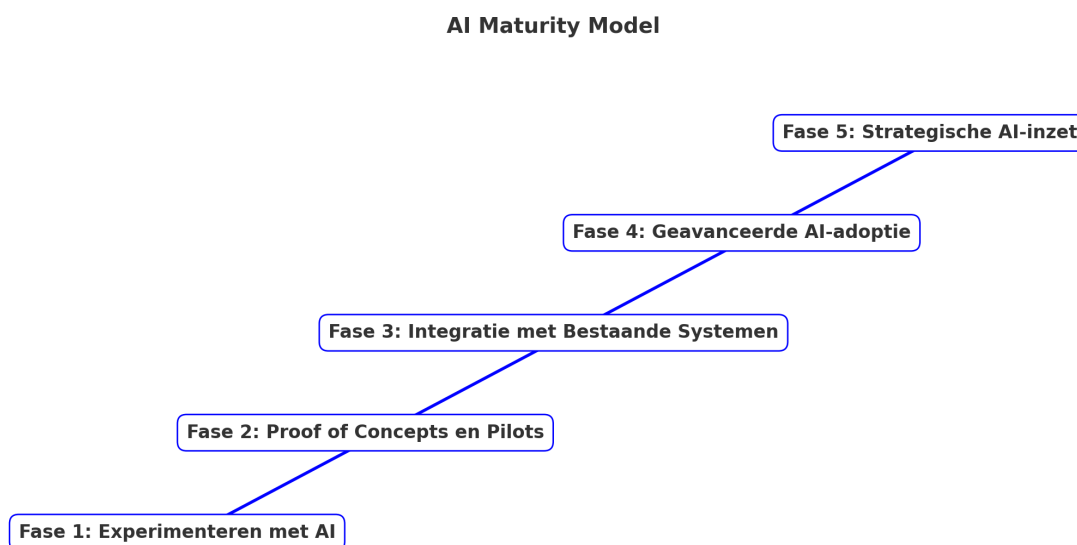 AI Maturity Model
Fase 5: Strategische AI-inzet
Fase 4: Geavanceerde AI-adoptie
Fase 3: Integratie met Bestaande Systemen
Fase 2: Proof of Concepts en Pilots
Fase 1: Experimenteren met AI